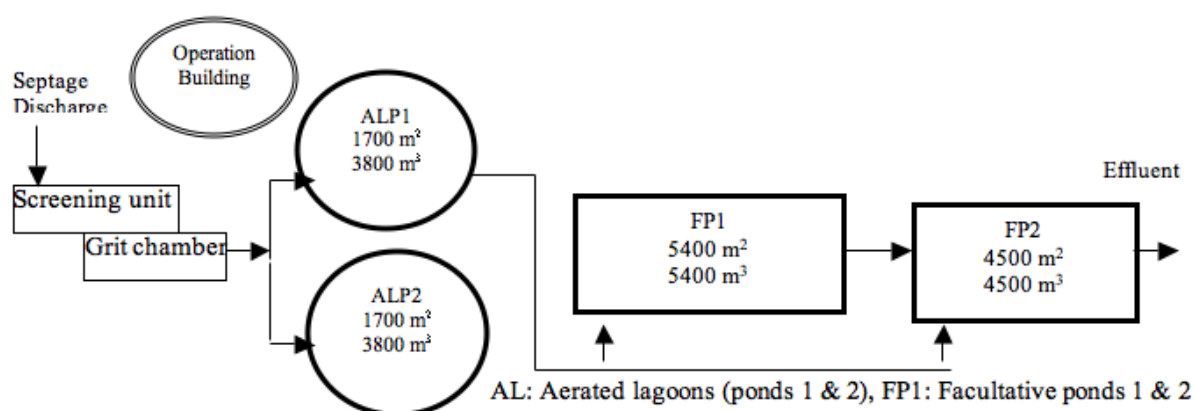 Operation
Building
Septage
Discharge
ALP1
1700 m²
3800 m³
Screening unit
Grit chamber
ALP2
1700 m²
3800 m³
FP1
5400 m²
5400 m³
Effluent
FP2
4500 m²
4500 m³
AL: Aerated lagoons (ponds 1 & 2), FP1: Facultative ponds 1 & 2